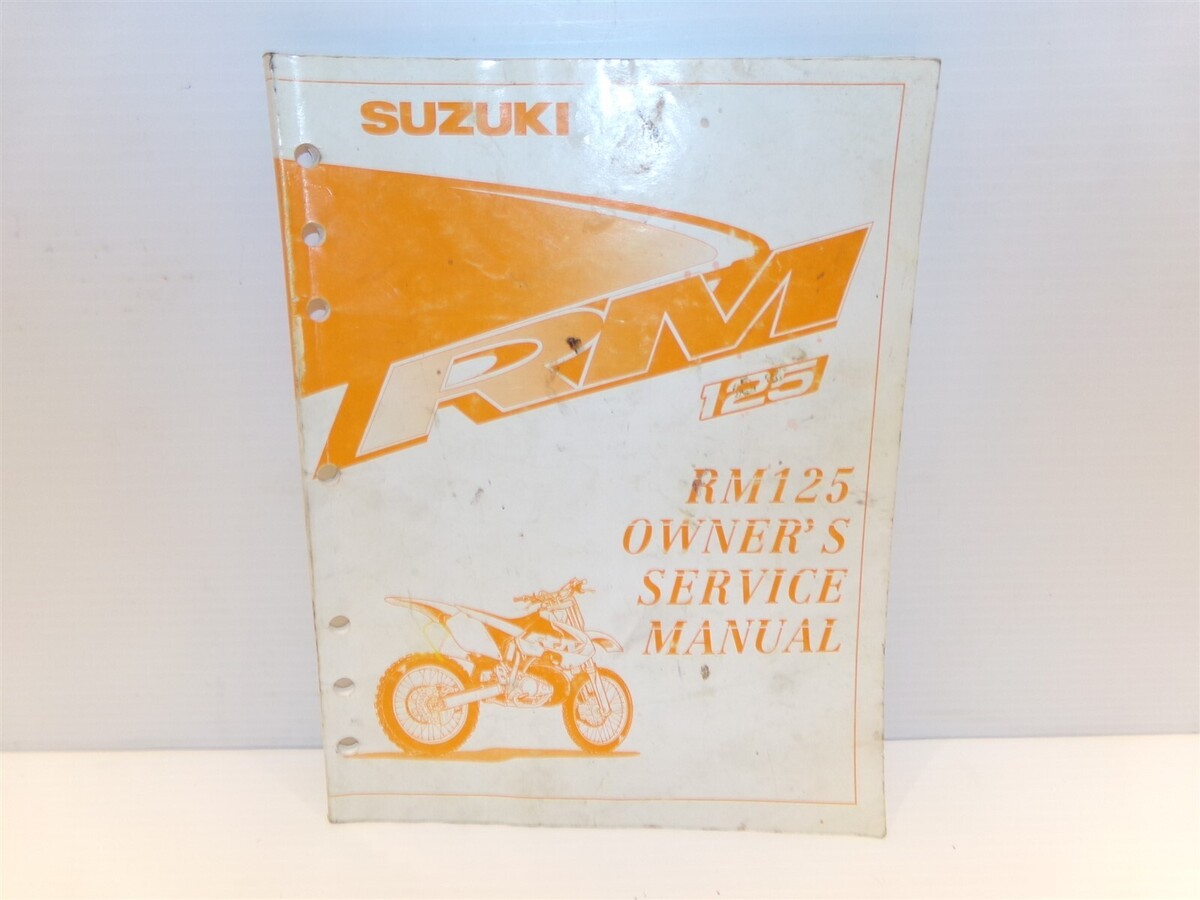 SUZUKI
RM
125
RM125
OWNER'S
SERVICE
MANUAL